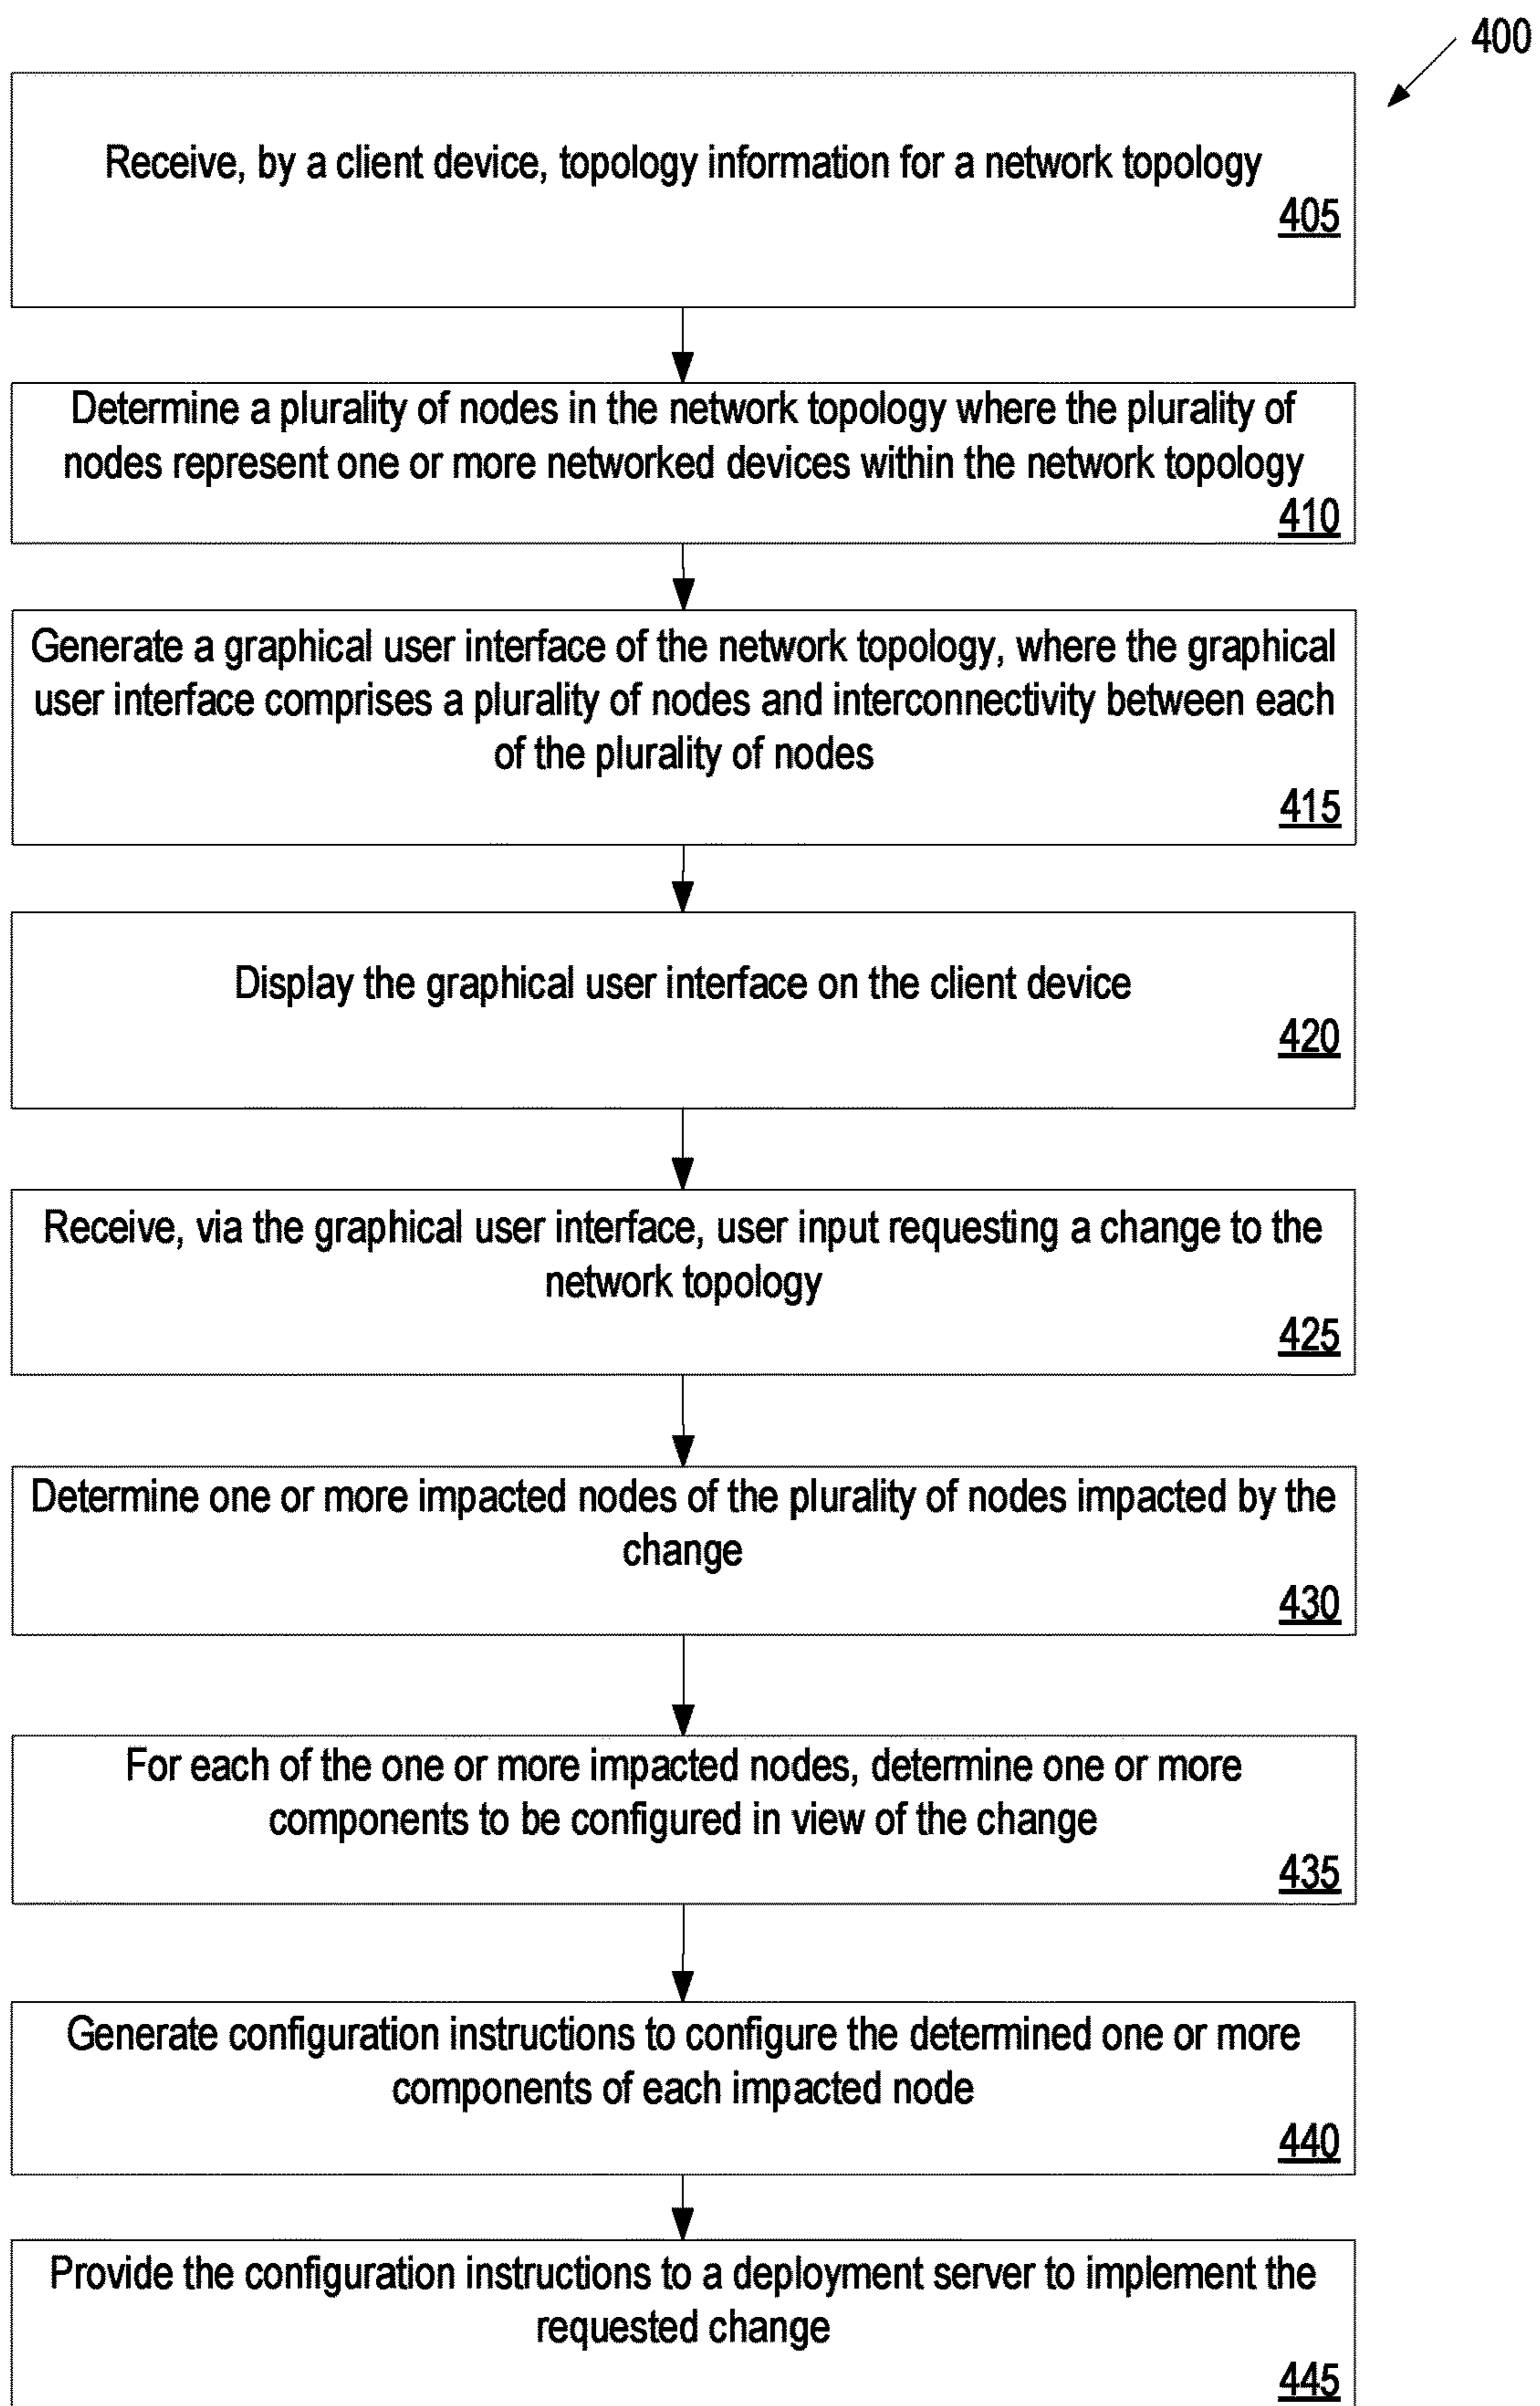 400
Receive, by a client device, topology information for a network topology
405
Determine a plurality of nodes in the network topology where the plurality of
nodes represent one or more networked devices within the network topology
410
Generate a graphical user interface of the network topology, where the graphical
user interface comprises a plurality of nodes and interconnectivity between each
of the plurality of nodes
415
Display the graphical user interface on the client device
420
Receive, via the graphical user interface, user input requesting a change to the
network topology
425
Determine one or more impacted nodes of the plurality of nodes impacted by the
change
430
For each of the one or more impacted nodes, determine one or more
components to be configured in view of the change
435
Generate configuration instructions to configure the determined one or more
components of each impacted node
440
Provide the configuration instructions to a deployment server to implement the
requested change
445